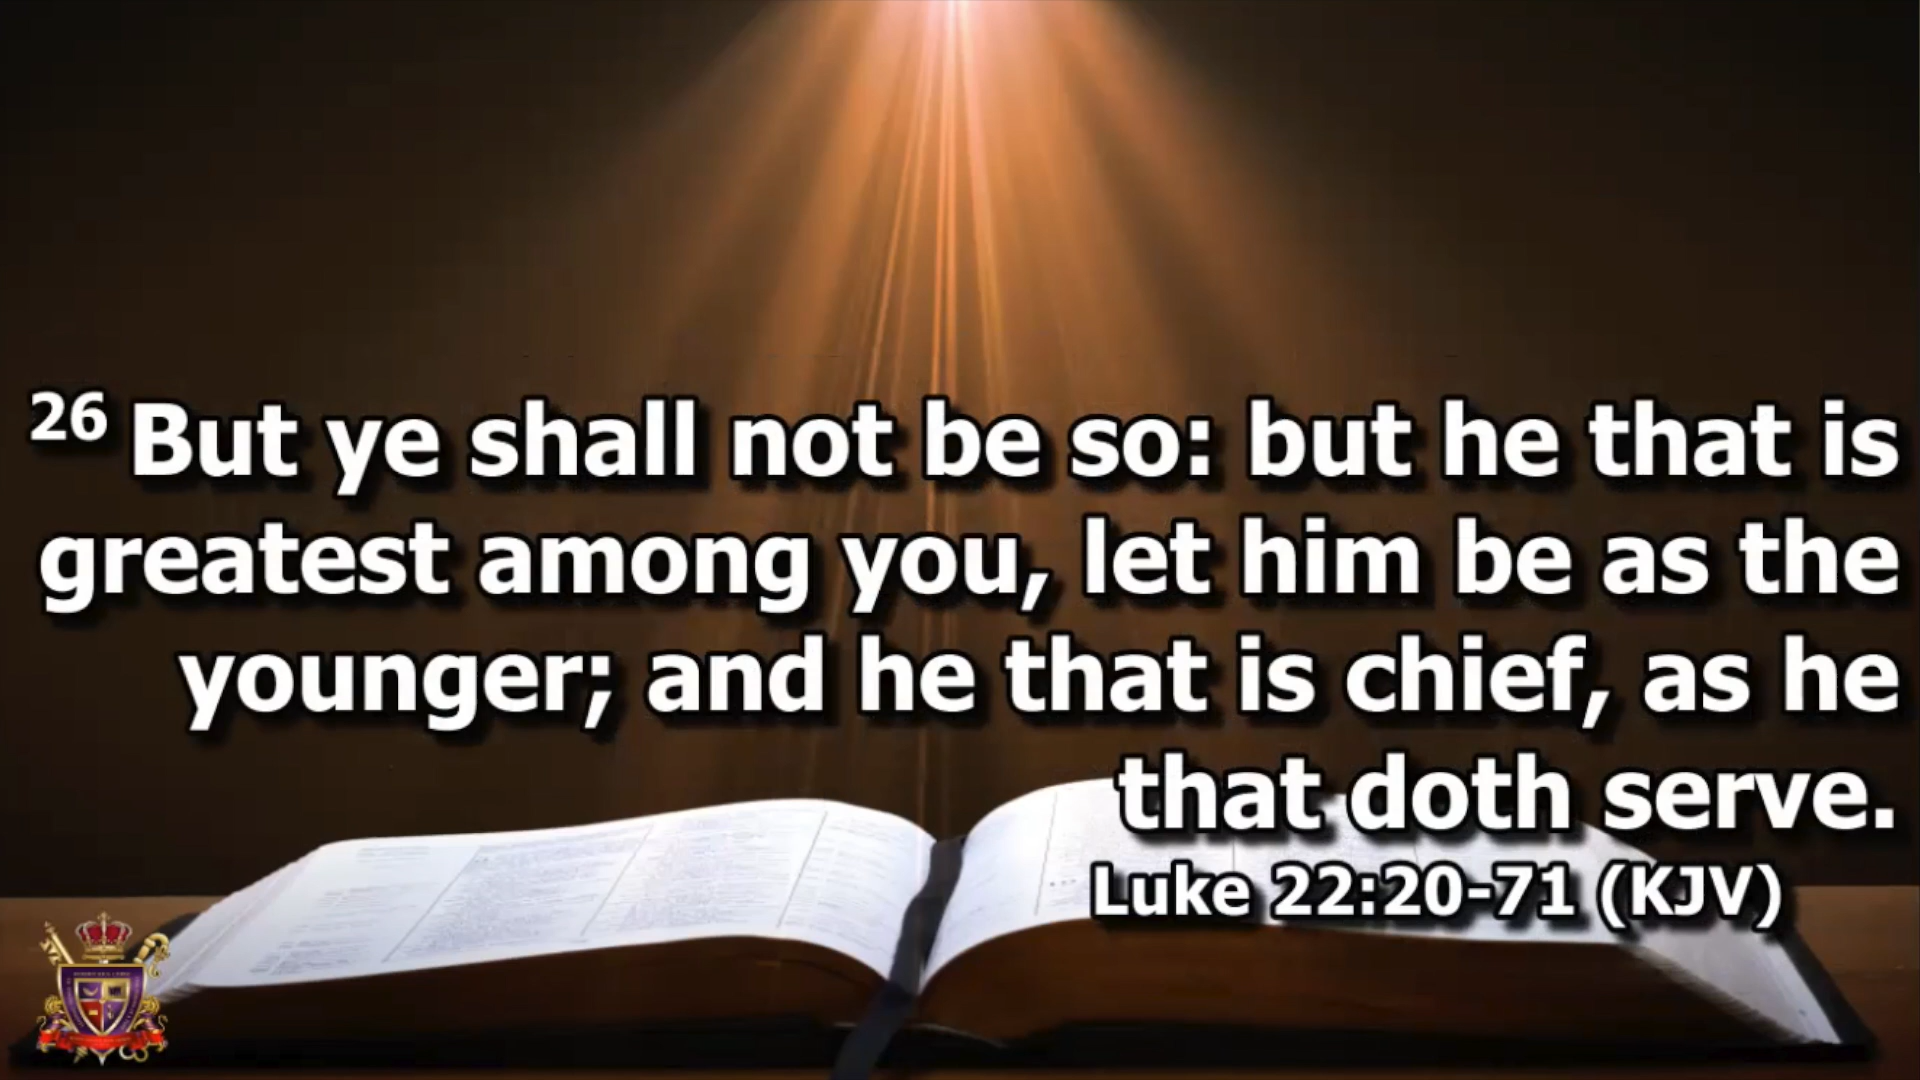 26 But ye shall not be so: but he that is
greatest among you, let him be as the
younger; and he that is chief, as he
that doth serve.
Luke 22:20-71 (KJV)